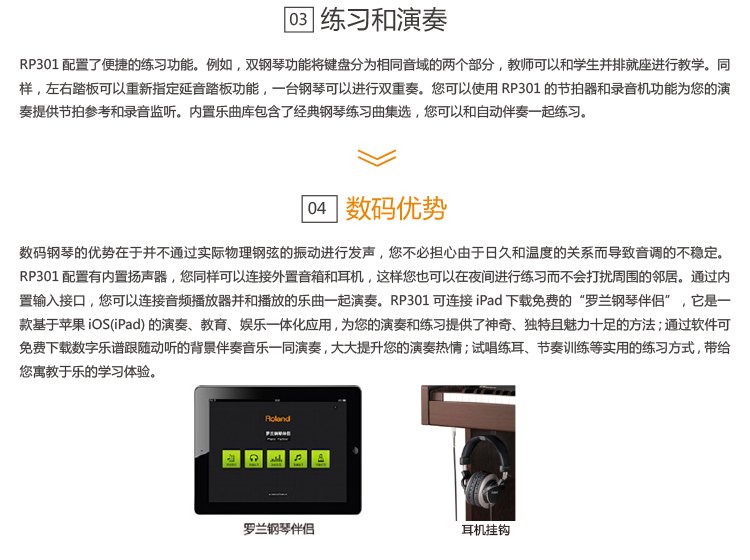 03 练习和演奏
RP301 配置了便捷的练习功能。例如，双钢琴功能将键盘分为相同音域的两个部分，教师可以和学生并排就座进行教学。同
样，左右踏板可以重新指定延音踏板功能，一台钢琴可以进行双重奏。您可以使用 RP301 的节拍器和录音机功能为您的演
奏提供节拍参考和录音监听。内置乐曲库包含了经典钢琴练习曲集选，您可以和自动伴奏一起练习。
04 数码优势
数码钢琴的优势在于并不通过实际物理钢弦的振动进行发声，您不必担心由于日久和温度的关系而导致音调的不稳定。
RP301 配置有内置扬声器，您同样可以连接外置音箱和耳机，这样您也可以在夜间进行练习而不会打扰周围的邻居。通过内
置输入接口，您可以连接音频播放器并和播放的乐曲一起演奏。RP301 可连接 iPad 下载免费的“罗兰钢琴伴侣”，它是一
款基于苹果 iOS(iPad) 的演奏、教育、娱乐一体化应用，为您的演奏和练习提供了神奇、独特且魅力十足的方法；通过软件可
免费下载数字乐谱跟随动听的背景伴奏音乐一同演奏，大大提升您的演奏热情；试唱练耳、节奏训练等实用的练习方式，带给
您寓教于乐的学习体验。
Roland
罗兰钢琴伴侣
Piano Partner
罗兰钢琴伴侣
耳机挂钩